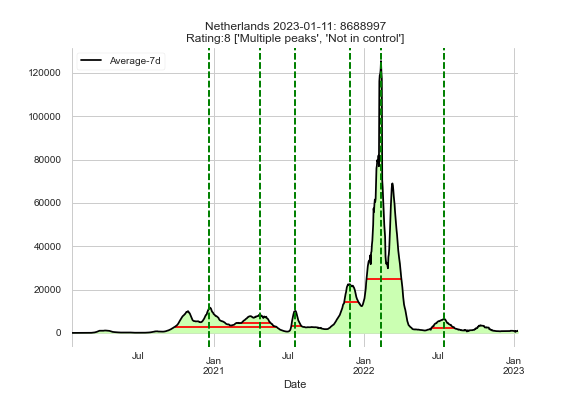 Netherlands 2023-01-11: 8688997
Rating:8 ['Multiple peaks', 'Not in control']
Average-7d
120000
100000
80000
60000
40000
20000
0
Jul
Jan
2021
Jul
Jan
2022
Jul
Jan
2023
Date